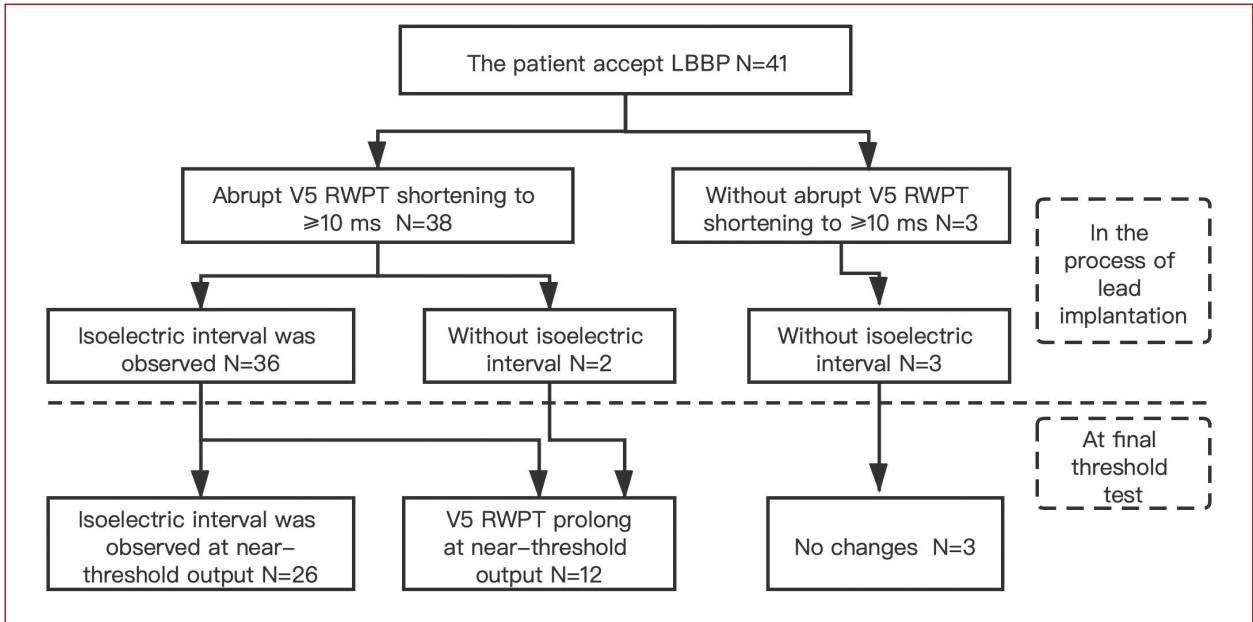 The patient accept LBBP N=41
Abrupt V5 RWPT shortening to
⩾10 ms N=38
Without abrupt V5 RWPT
shortening to ⩾10 ms N=3
In the
process of
lead
implantation
Isoelectric interval was
observed N=36
Without isoelectric
interval N=2
Without isoelectric
interval N=3
At final
threshold
test
Isoelectric interval was
observed at near-
threshold output N=26
V5 RWPT prolong
at near-threshold
output N=12
No changes N=3